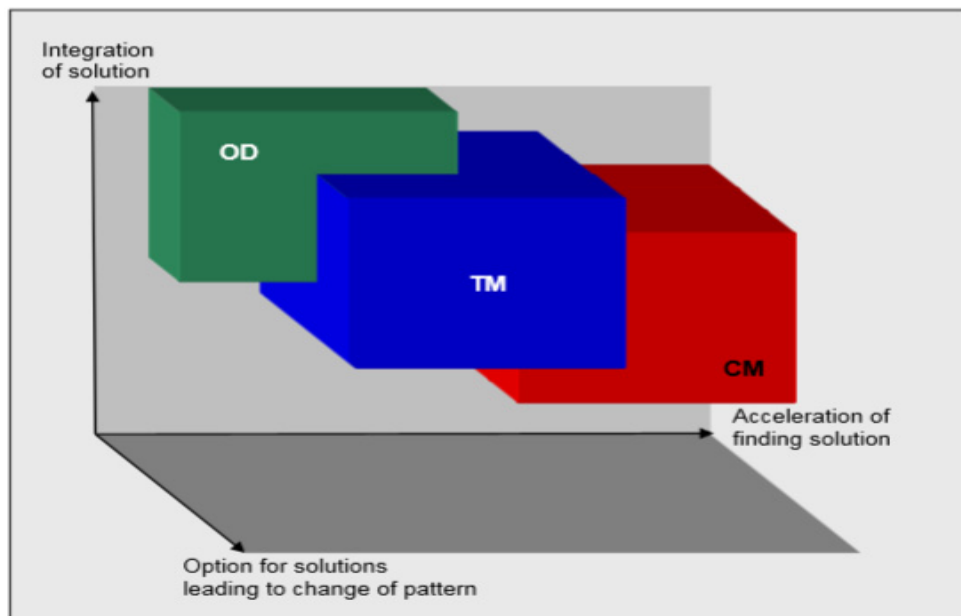 Integration
of solution
OD
TM
CM
Acceleration of
finding solution
Option for solutions
leading to change of pattern